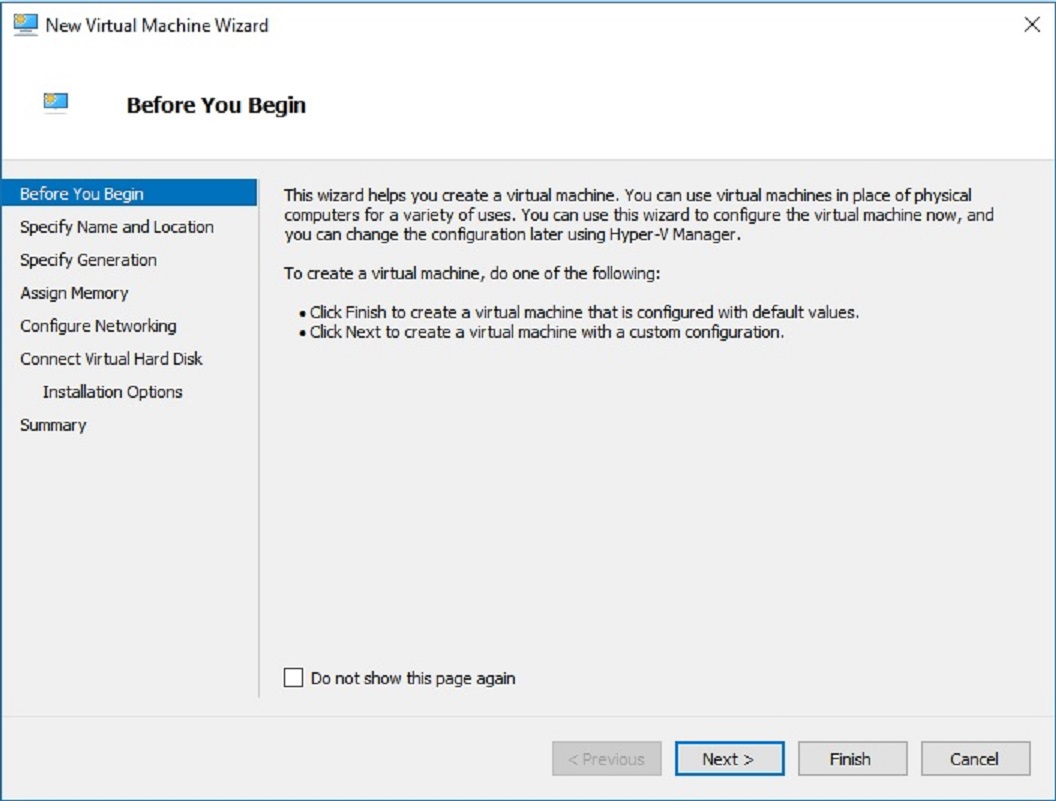 New Virtual Machine Wizard
Before You Begin
Before You Begin
Specify Name and Location
Specify Generation
Assign Memory
Configure Networking
Connect Virtual Hard Disk
Installation Options
Summary
This wizard helps you create a virtual machine. You can use virtual machines in place of physical
computers for a variety of uses. You can use this wizard to configure the virtual machine now, and
you can change the configuration later using Hyper-V Manager.
To create a virtual machine, do one of the following:
• Click Finish to create a virtual machine that is configured with default values.
• Click Next to create a virtual machine with a custom configuration.
Do not show this page again
< Previous
Next >
Finish
Cancel